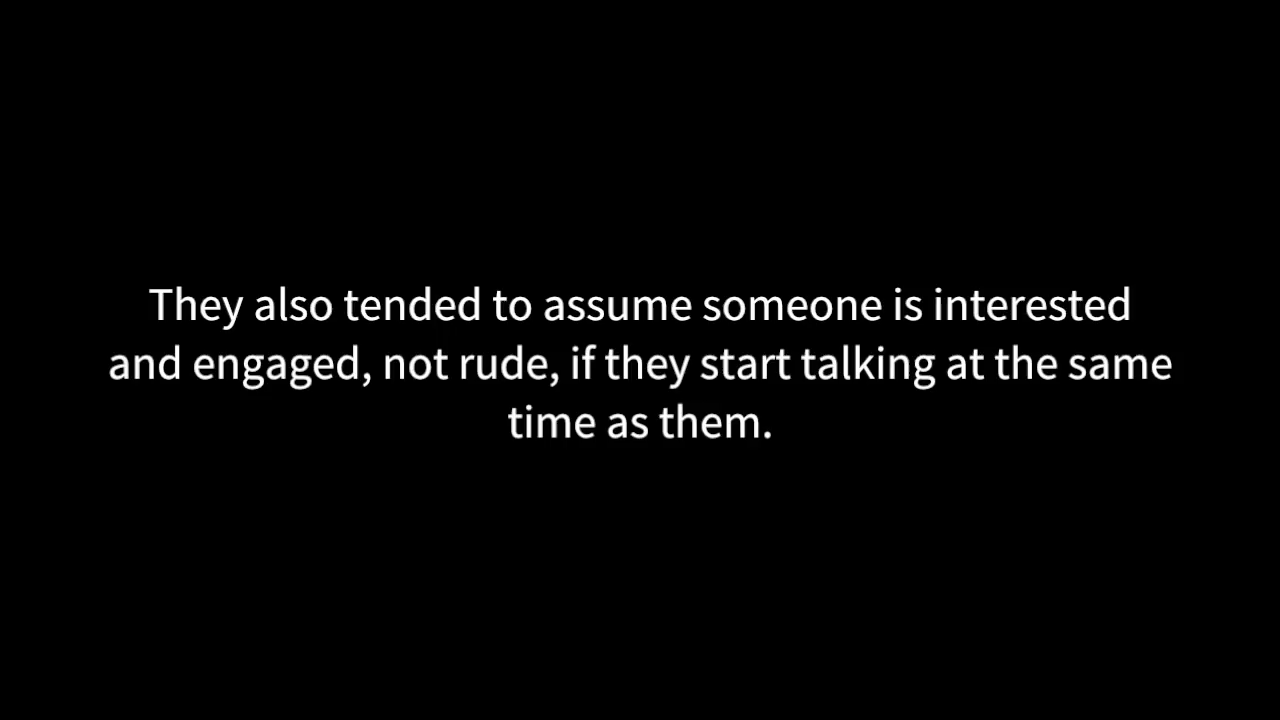 They also tended to assume someone is interested
and engaged, not rude, if they start talking at the same
time as them.